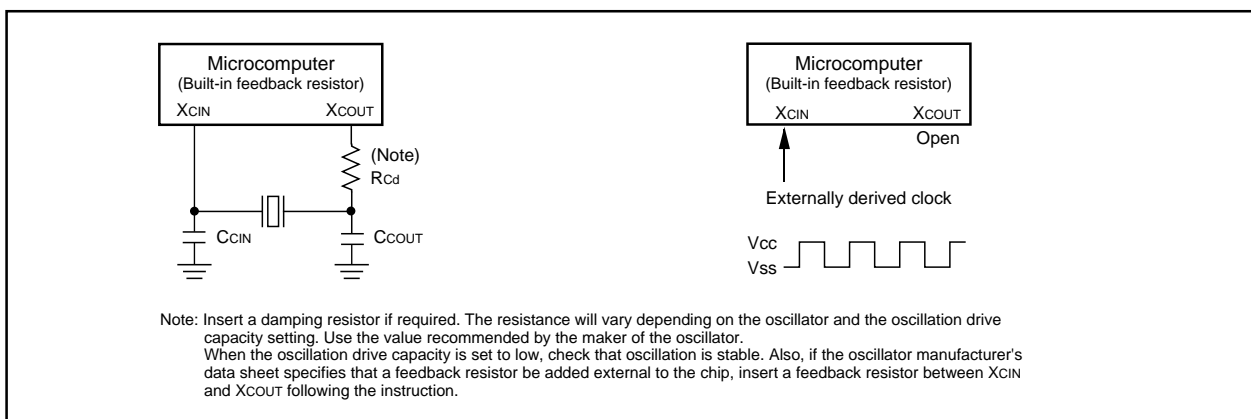 Microcomputer
(Built-in feedback resistor)
XCIN XCOUT
(Note)
RCd
CCIN CCOUT
Microcomputer
(Built-in feedback resistor)
XCIN XCOUT
Open
Externally derived clock
Vcc
Vss
Note: Insert a damping resistor if required. The resistance will vary depending on the oscillator and the oscillation drive
capacity setting. Use the value recommended by the maker of the oscillator.
When the oscillation drive capacity is set to low, check that oscillation is stable. Also, if the oscillator manufacturer's
data sheet specifies that a feedback resistor be added external to the chip, insert a feedback resistor between XCIN
and XCOUT following the instruction.